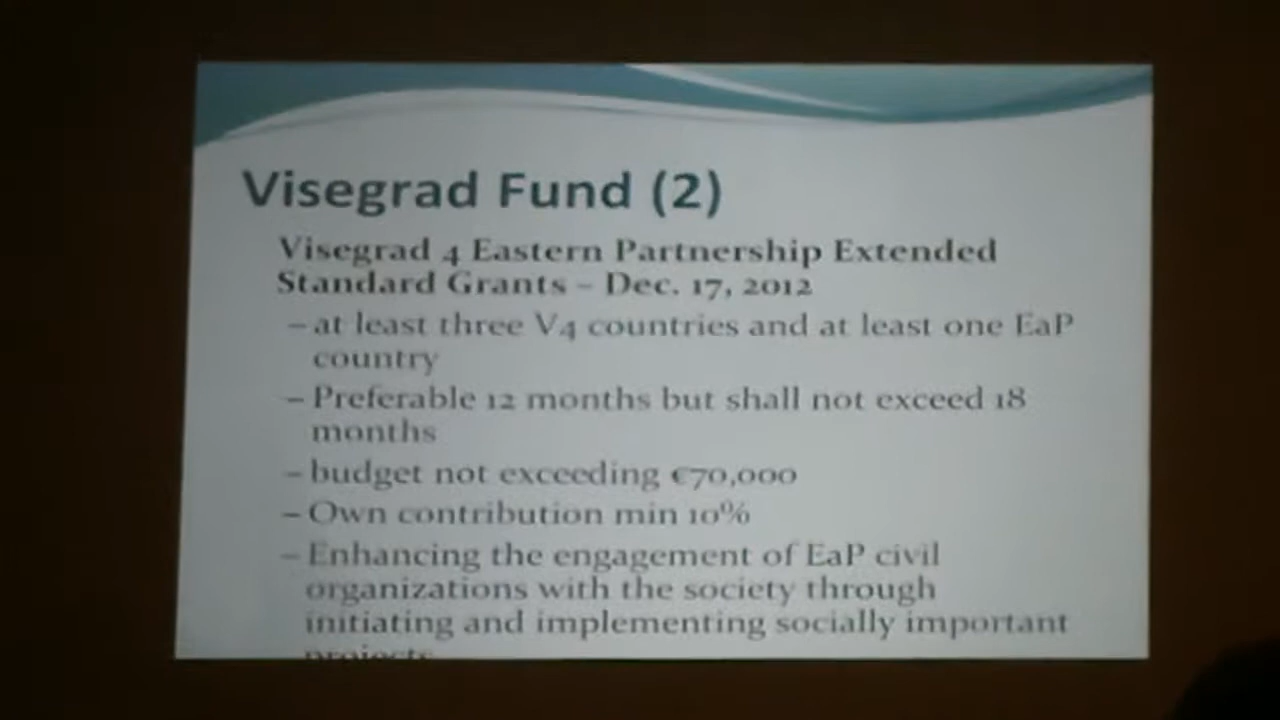 Visegrad Fund (2)
Visegrad 4 Eastern Partnership Extended
Standard Grants – Dec. 17, 2012
– at least three V4 countries and at least one EaP
country
– Preferable 12 months but shall not exceed 18
months
– budget not exceeding €70,000
– Own contribution min 10%
– Enhancing the engagement of EaP civil
organizations with the society through
initiating and implementing socially important
projects